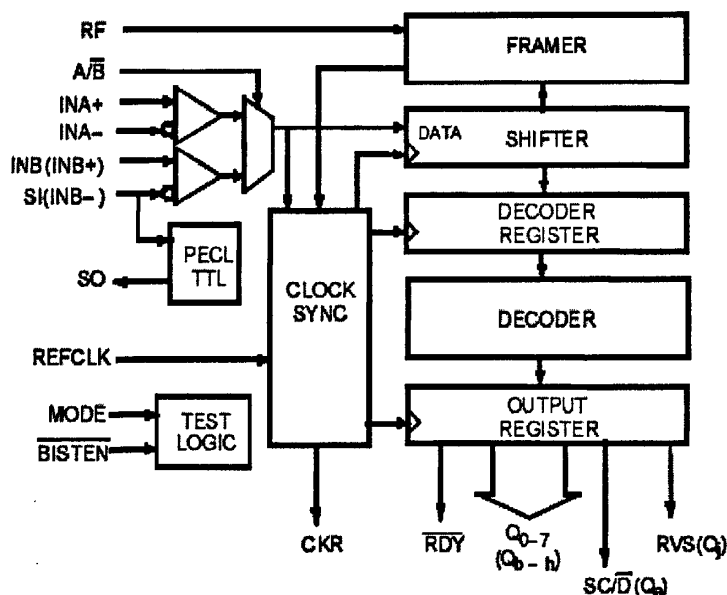 RF
FRAMER
A/B̅
INA+
INA−
DATA
SHIFTER
INB(INB+)
SI(INB−)
DECODER
REGISTER
PECL
TTL
SO
CLOCK
SYNC
DECODER
REFCLK
MODE
TEST
LOGIC
BISTEN
OUTPUT
REGISTER
CKR
RDY
Q0–7
(Qb – h)
RVS(Qj)
SC/D̅(Qa)